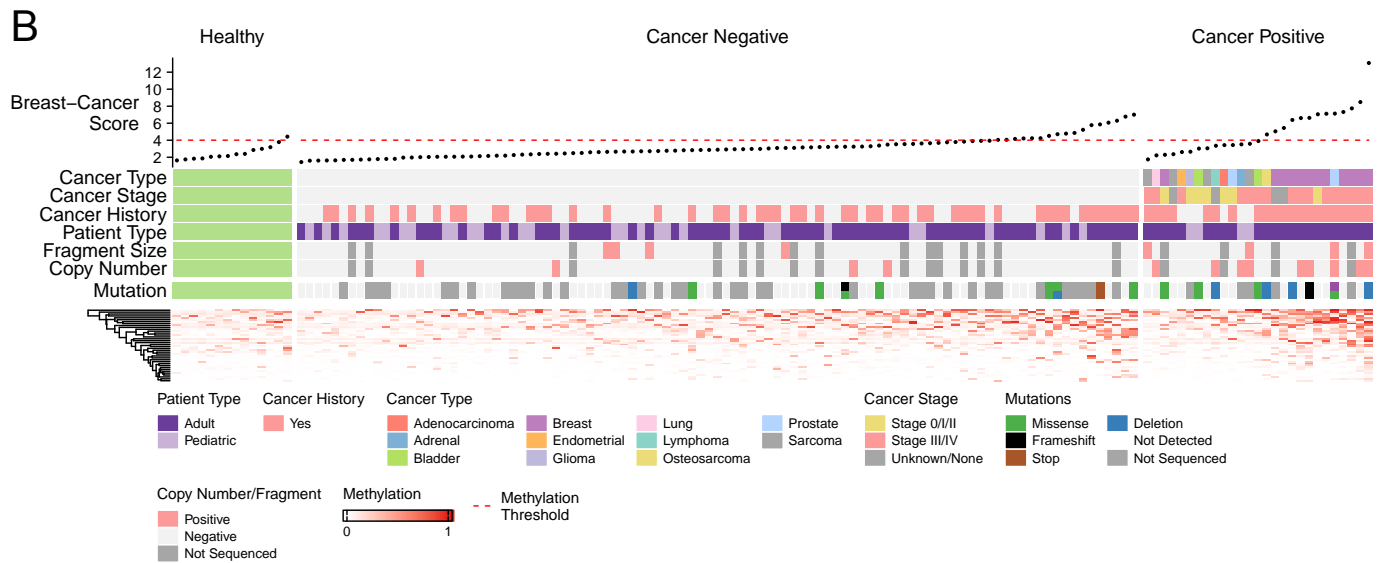 B
Healthy
Cancer Negative
Cancer Positive
12
10
8
6
4
2
Breast−Cancer
Score
Cancer Type
Cancer Stage
Cancer History
Patient Type
Fragment Size
Copy Number
Mutation
Patient Type
Adult
Pediatric
Cancer History
Yes
Cancer Type
Adenocarcinoma
Adrenal
Bladder
Breast
Endometrial
Glioma
Lung
Lymphoma
Osteosarcoma
Prostate
Sarcoma
Cancer Stage
Stage 0/I/II
Stage III/IV
Unknown/None
Mutations
Missense
Frameshift
Stop
Deletion
Not Detected
Not Sequenced
Copy Number/Fragment
Positive
Negative
Not Sequenced
Methylation
0
1
Methylation
Threshold